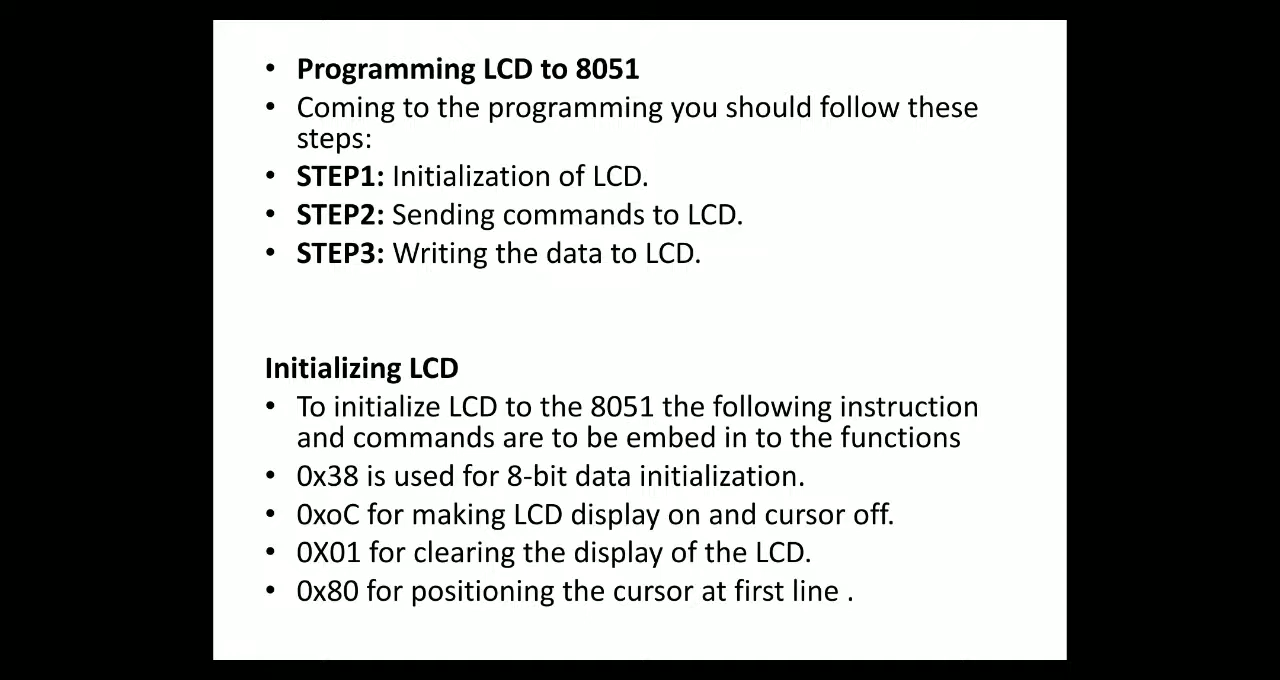 • Programming LCD to 8051
• Coming to the programming you should follow these
steps:
• STEP1: Initialization of LCD.
• STEP2: Sending commands to LCD.
• STEP3: Writing the data to LCD.
Initializing LCD
• To initialize LCD to the 8051 the following instruction
and commands are to be embed in to the functions
• 0x38 is used for 8-bit data initialization.
• 0xoC for making LCD display on and cursor off.
• 0X01 for clearing the display of the LCD.
• 0x80 for positioning the cursor at first line .